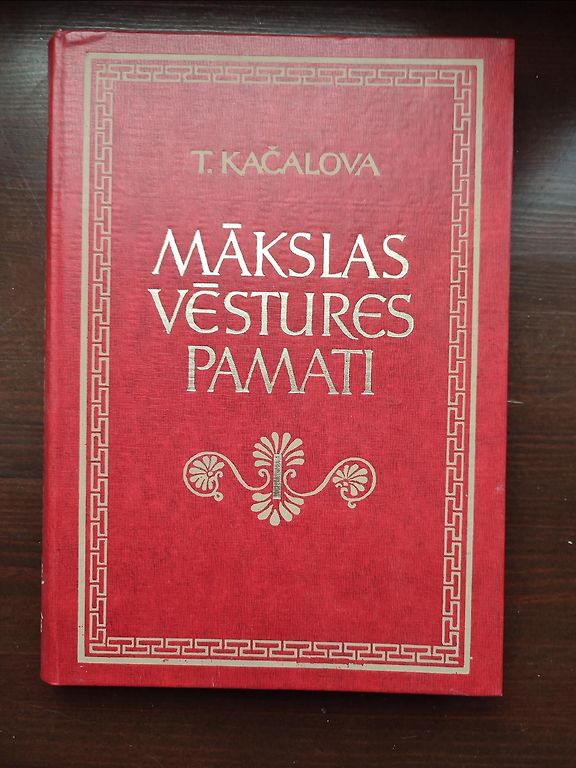 T. KAČALOVA
MĀKSLAS
VĒSTURES
PAMATI